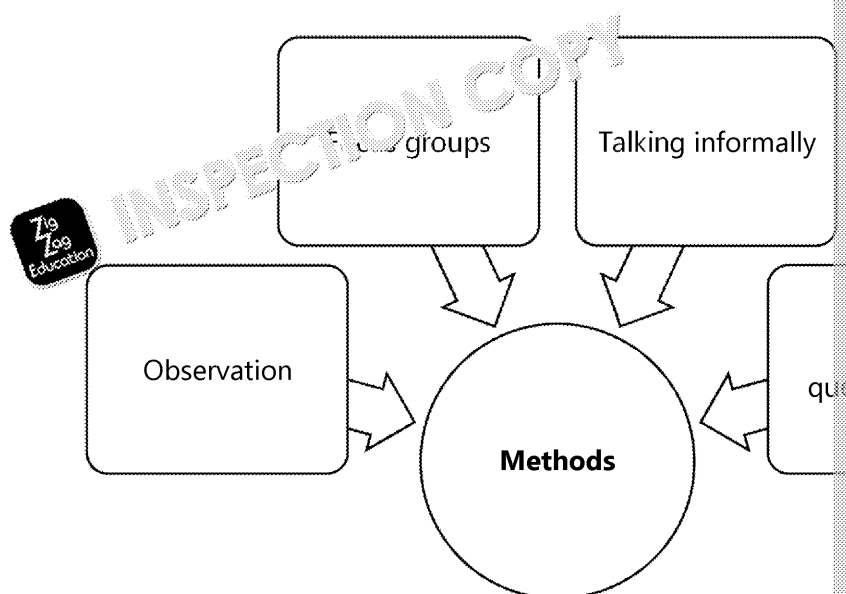 INSPECTION COPY
Zig
Zag
Education
groups
Talking informally
Observation
Methods